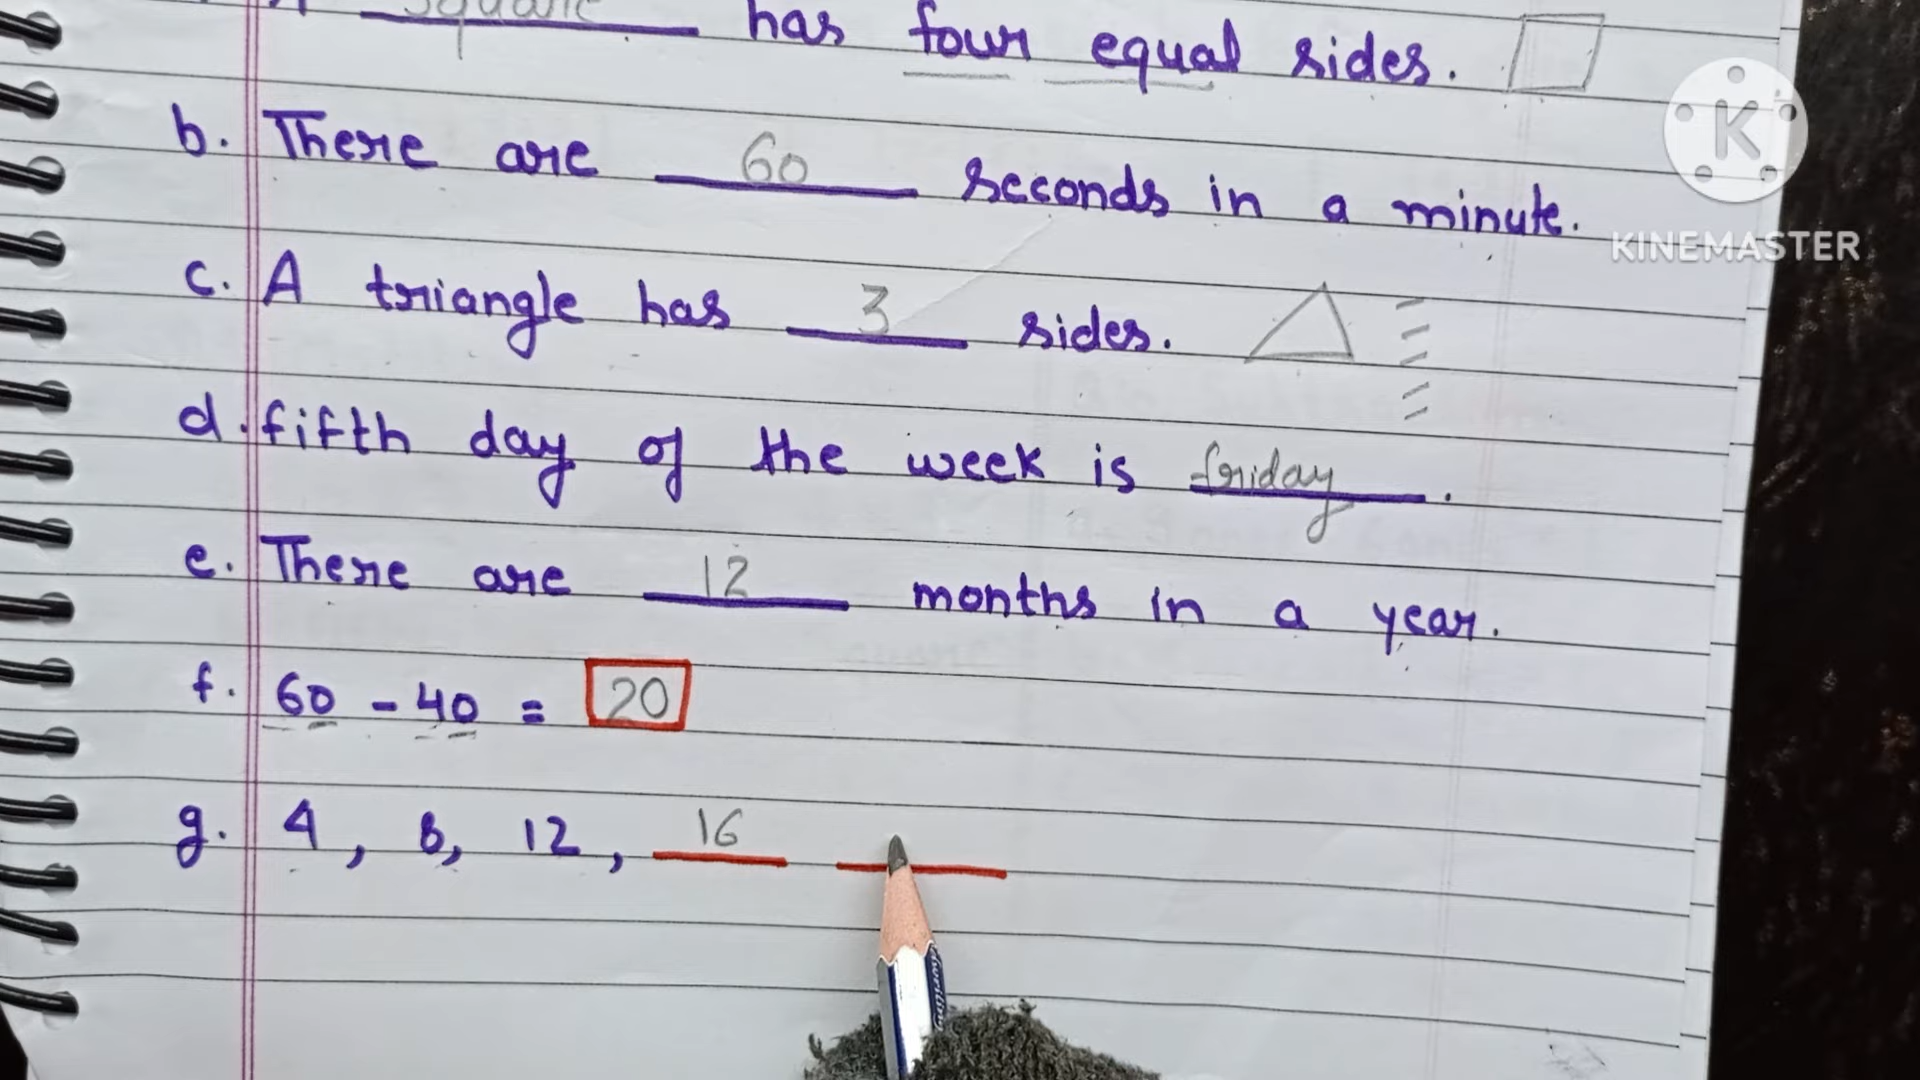 square has four equal sides.
b. There are 60 seconds in a minute.
c. A triangle has 3 sides.
d. fifth day of the week is friday.
e. There are 12 months in a year.
f. 60 - 40 = 20
g. 4, 8, 12, 16
K
KINEMASTER